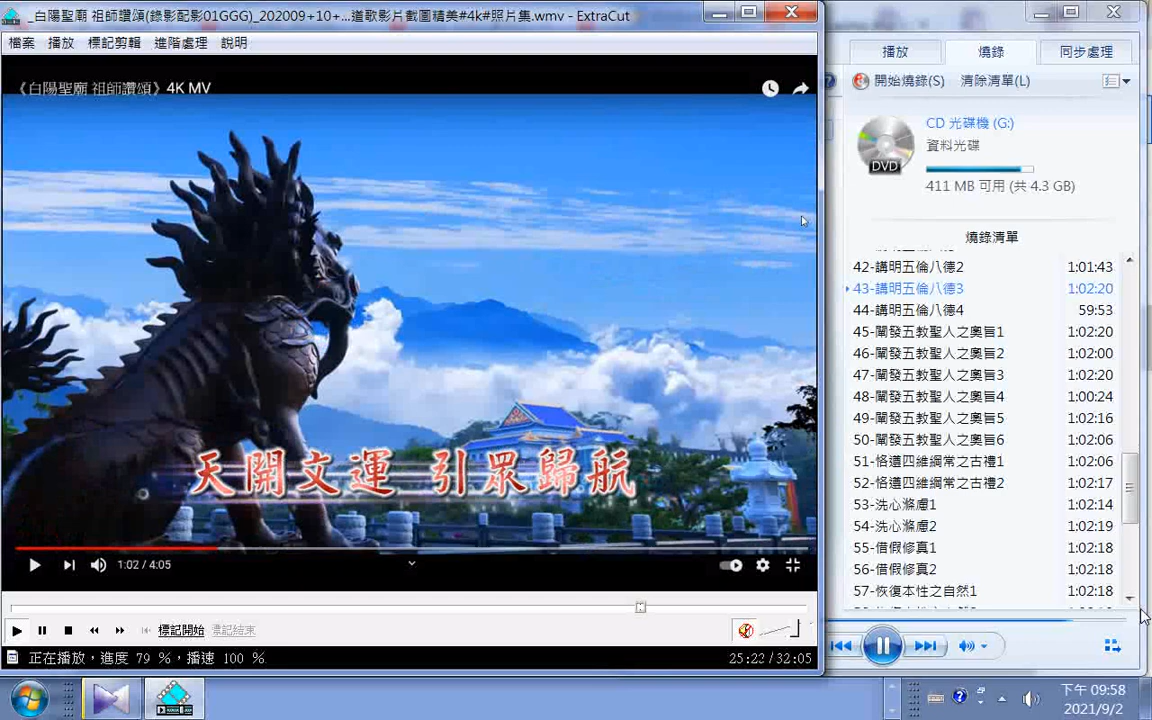 _白陽聖廟 祖師讚頌(錄影配影01GGG)_202009+10+...道歌影片截圖精美#4k#照片集.wmv - ExtraCut
檔案 播放 標記剪輯 進階處理 說明
《白陽聖廟 祖師讚頌》4K MV
天開文運 引眾歸航
1:02 / 4:05
標記開始 標記結束
正在播放，進度 79 %，播速 100 %
25:22 / 32:05
播放 燒錄 同步處理
開始燒錄(S) 清除清單(L)
CD 光碟機 (G:)
資料光碟
DVD
411 MB 可用 (共 4.3 GB)
燒錄清單
42-講明五倫八德2 1:01:43
43-講明五倫八德3 1:02:20
44-講明五倫八德4 59:53
45-闡發五教聖人之奧旨1 1:02:20
46-闡發五教聖人之奧旨2 1:02:00
47-闡發五教聖人之奧旨3 1:02:20
48-闡發五教聖人之奧旨4 1:00:24
49-闡發五教聖人之奧旨5 1:02:16
50-闡發五教聖人之奧旨6 1:02:06
51-恪遵四維綱常之古禮1 1:02:06
52-恪遵四維綱常之古禮2 1:02:17
53-洗心滌慮1 1:02:14
54-洗心滌慮2 1:02:19
55-借假修真1 1:02:18
56-借假修真2 1:02:18
57-恢復本性之自然1 1:02:18
下午 09:58
2021/9/2